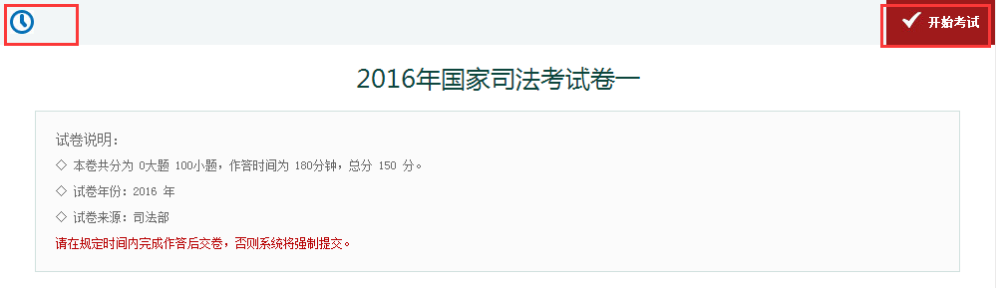 开始考试
2016年国家司法考试卷一
试卷说明：
◇ 本卷共分为 0大题 100小题，作答时间为 180分钟，总分 150 分。
◇ 试卷年份：2016 年
◇ 试卷来源：司法部
请在规定时间内完成作答后交卷，否则系统将强制提交。